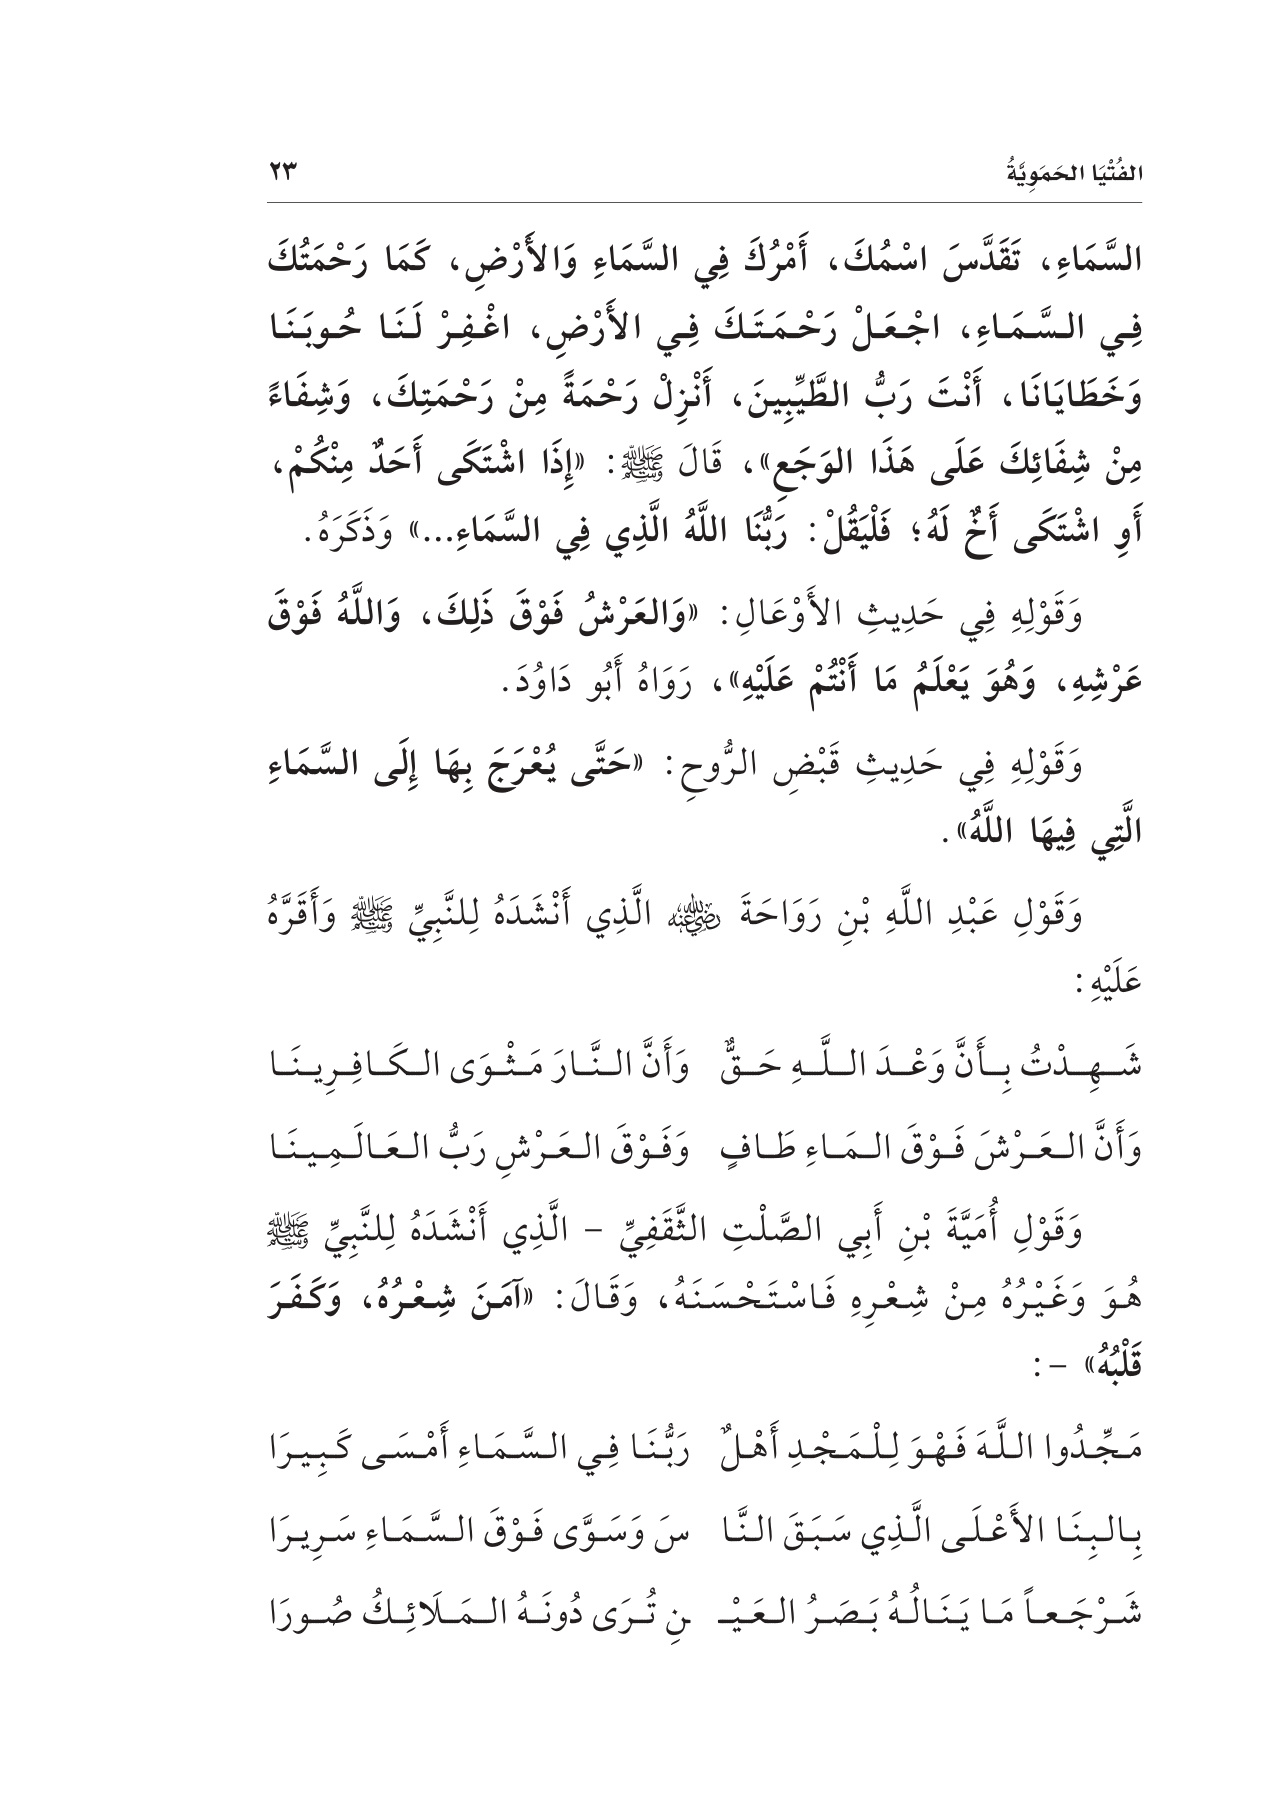 الفُتْيَا الحَمَوِيَّةُ ٢٣
السَّمَاءِ، تَقَدَّسَ اسْمُكَ، أَمْرُكَ فِي السَّمَاءِ وَالأَرْضِ، كَمَا رَحْمَتُكَ
فِي السَّمَاءِ، اجْعَلْ رَحْمَتَكَ فِي الأَرْضِ، اغْفِرْ لَنَا حُوبَنَا
وَخَطَايَانَا، أَنْتَ رَبُّ الطَّيِّبِينَ، أَنْزِلْ رَحْمَةً مِنْ رَحْمَتِكَ، وَشِفَاءً
مِنْ شِفَائِكَ عَلَى هَذَا الوَجَعِ»، قَالَ ﷺ: «إِذَا اشْتَكَى أَحَدٌ مِنْكُمْ،
أَوِ اشْتَكَى أَخٌ لَهُ؛ فَلْيَقُلْ: رَبُّنَا اللَّهُ الَّذِي فِي السَّمَاءِ...» وَذَكَرَهُ.
وَقَوْلِهِ فِي حَدِيثِ الأَوْعَالِ: «وَالعَرْشُ فَوْقَ ذَلِكَ، وَاللَّهُ فَوْقَ
عَرْشِهِ، وَهُوَ يَعْلَمُ مَا أَنْتُمْ عَلَيْهِ»، رَوَاهُ أَبُو دَاوُدَ.
وَقَوْلِهِ فِي حَدِيثِ قَبْضِ الرُّوحِ: «حَتَّى يُعْرَجَ بِهَا إِلَى السَّمَاءِ
الَّتِي فِيهَا اللَّهُ».
وَقَوْلِ عَبْدِ اللَّهِ بْنِ رَوَاحَةَ رضي الله عنه الَّذِي أَنْشَدَهُ لِلنَّبِيِّ ﷺ وَأَقَرَّهُ
عَلَيْهِ:
شَهِدْتُ بِأَنَّ وَعْدَ اللَّهِ حَقٌّ وَأَنَّ النَّارَ مَثْوَى الكَافِرِينَا
وَأَنَّ العَرْشَ فَوْقَ المَاءِ طَافٍ وَفَوْقَ العَرْشِ رَبُّ العَالَمِينَا
وَقَوْلِ أُمَيَّةَ بْنِ أَبِي الصَّلْتِ الثَّقَفِيِّ – الَّذِي أَنْشَدَهُ لِلنَّبِيِّ ﷺ
هُوَ وَغَيْرُهُ مِنْ شِعْرِهِ فَاسْتَحْسَنَهُ، وَقَالَ: «آمَنَ شِعْرُهُ، وَكَفَرَ
قَلْبُهُ» –:
مَجِّدُوا اللَّهَ فَهْوَ لِلْمَجْدِ أَهْلٌ رَبُّنَا فِي السَّمَاءِ أَمْسَى كَبِيرَا
بِالبِنَا الأَعْلَى الَّذِي سَبَقَ النَّا سَ وَسَوَّى فَوْقَ السَّمَاءِ سَرِيرَا
شَرْجَعاً مَا يَنَالُهُ بَصَرُ العَيْـ ـنِ تُرَى دُونَهُ المَلَائِكُ صُورَا